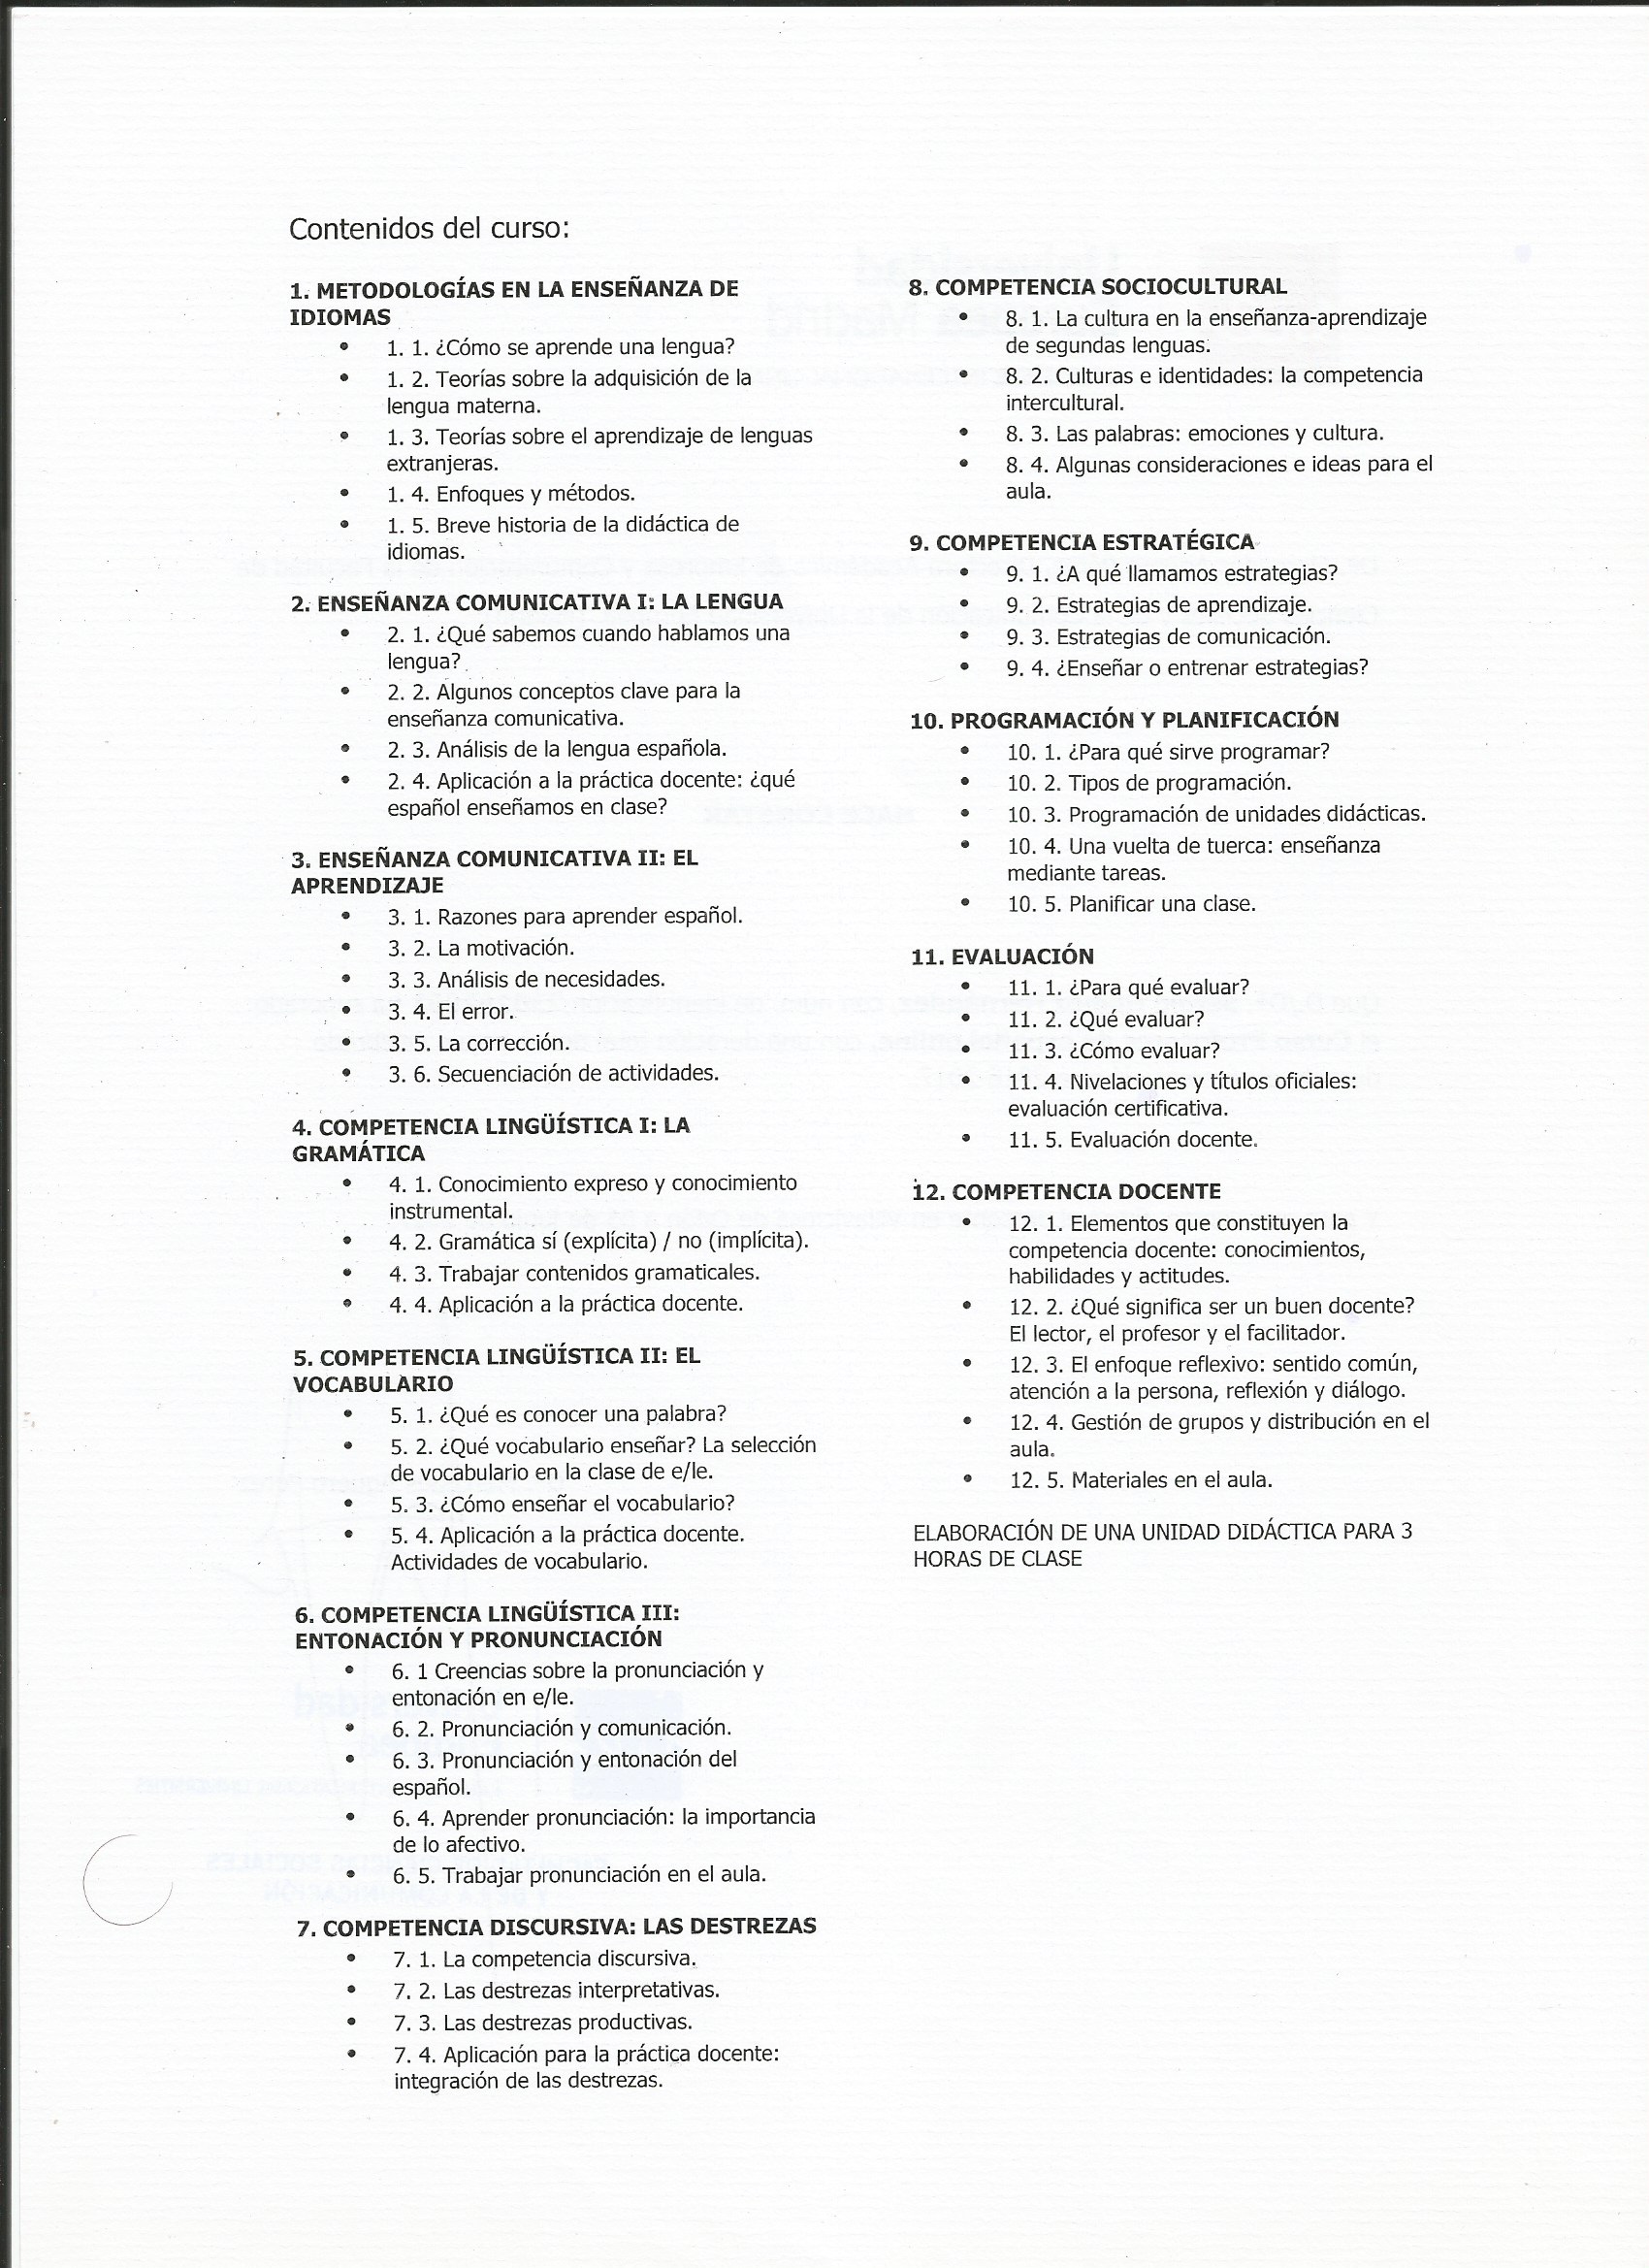 Contenidos del curso:
1. METODOLOGÍAS EN LA ENSEÑANZA DE
IDIOMAS
• 1. 1. ¿Cómo se aprende una lengua?
• 1. 2. Teorías sobre la adquisición de la
lengua materna.
• 1. 3. Teorías sobre el aprendizaje de lenguas
extranjeras.
• 1. 4. Enfoques y métodos.
• 1. 5. Breve historia de la didáctica de
idiomas.
2. ENSEÑANZA COMUNICATIVA I: LA LENGUA
• 2. 1. ¿Qué sabemos cuando hablamos una
lengua?
• 2. 2. Algunos conceptos clave para la
enseñanza comunicativa.
• 2. 3. Análisis de la lengua española.
• 2. 4. Aplicación a la práctica docente: ¿qué
español enseñamos en clase?
3. ENSEÑANZA COMUNICATIVA II: EL
APRENDIZAJE
• 3. 1. Razones para aprender español.
• 3. 2. La motivación.
• 3. 3. Análisis de necesidades.
• 3. 4. El error.
• 3. 5. La corrección.
• 3. 6. Secuenciación de actividades.
4. COMPETENCIA LINGÜÍSTICA I: LA
GRAMÁTICA
• 4. 1. Conocimiento expreso y conocimiento
instrumental.
• 4. 2. Gramática sí (explícita) / no (implícita).
• 4. 3. Trabajar contenidos gramaticales.
• 4. 4. Aplicación a la práctica docente.
5. COMPETENCIA LINGÜÍSTICA II: EL
VOCABULARIO
• 5. 1. ¿Qué es conocer una palabra?
• 5. 2. ¿Qué vocabulario enseñar? La selección
de vocabulario en la clase de e/le.
• 5. 3. ¿Cómo enseñar el vocabulario?
• 5. 4. Aplicación a la práctica docente.
Actividades de vocabulario.
6. COMPETENCIA LINGÜÍSTICA III:
ENTONACIÓN Y PRONUNCIACIÓN
• 6. 1 Creencias sobre la pronunciación y
entonación en e/le.
• 6. 2. Pronunciación y comunicación.
• 6. 3. Pronunciación y entonación del
español.
• 6. 4. Aprender pronunciación: la importancia
de lo afectivo.
• 6. 5. Trabajar pronunciación en el aula.
7. COMPETENCIA DISCURSIVA: LAS DESTREZAS
• 7. 1. La competencia discursiva.
• 7. 2. Las destrezas interpretativas.
• 7. 3. Las destrezas productivas.
• 7. 4. Aplicación para la práctica docente:
integración de las destrezas.
8. COMPETENCIA SOCIOCULTURAL
• 8. 1. La cultura en la enseñanza-aprendizaje
de segundas lenguas.
• 8. 2. Culturas e identidades: la competencia
intercultural.
• 8. 3. Las palabras: emociones y cultura.
• 8. 4. Algunas consideraciones e ideas para el
aula.
9. COMPETENCIA ESTRATÉGICA
• 9. 1. ¿A qué llamamos estrategias?
• 9. 2. Estrategias de aprendizaje.
• 9. 3. Estrategias de comunicación.
• 9. 4. ¿Enseñar o entrenar estrategias?
10. PROGRAMACIÓN Y PLANIFICACIÓN
• 10. 1. ¿Para qué sirve programar?
• 10. 2. Tipos de programación.
• 10. 3. Programación de unidades didácticas.
• 10. 4. Una vuelta de tuerca: enseñanza
mediante tareas.
• 10. 5. Planificar una clase.
11. EVALUACIÓN
• 11. 1. ¿Para qué evaluar?
• 11. 2. ¿Qué evaluar?
• 11. 3. ¿Cómo evaluar?
• 11. 4. Nivelaciones y títulos oficiales:
evaluación certificativa.
• 11. 5. Evaluación docente.
12. COMPETENCIA DOCENTE
• 12. 1. Elementos que constituyen la
competencia docente: conocimientos,
habilidades y actitudes.
• 12. 2. ¿Qué significa ser un buen docente?
El lector, el profesor y el facilitador.
• 12. 3. El enfoque reflexivo: sentido común,
atención a la persona, reflexión y diálogo.
• 12. 4. Gestión de grupos y distribución en el
aula.
• 12. 5. Materiales en el aula.
ELABORACIÓN DE UNA UNIDAD DIDÁCTICA PARA 3
HORAS DE CLASE